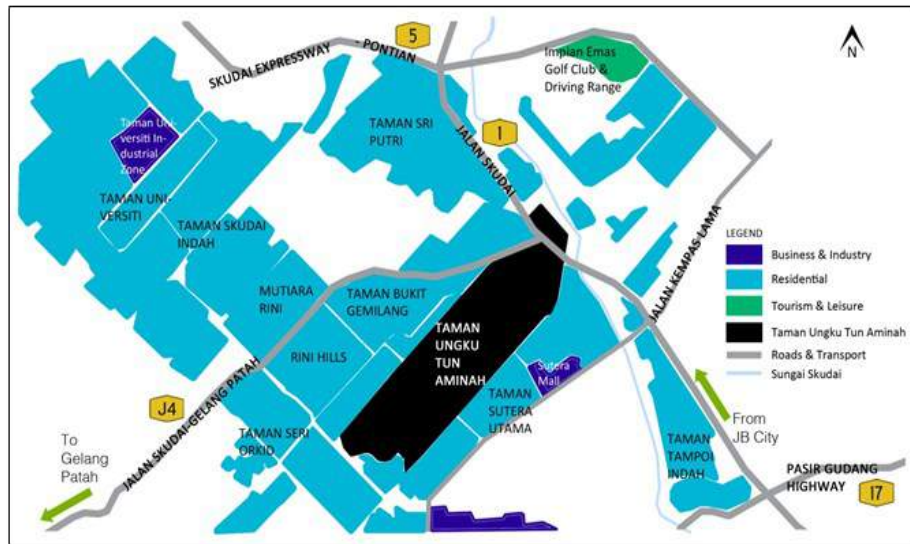 5
SKUDAI EXPRESSWAY
- PONTIAN
N
Impian Emas
Golf Club &
Driving Range
1
JALAN SKUDAI
TAMAN SRI
PUTRI
Taman Uni-
versiti In-
dustrial
Zone
TAMAN UNI-
VERSITI
TAMAN SKUDAI
INDAH
JALAN KEMPAS LAMA
LEGEND
Business & Industry
Residential
Tourism & Leisure
Taman Ungku Tun Aminah
Roads & Transport
Sungai Skudai
MUTIARA
RINI
TAMAN BUKIT
GEMILANG
TAMAN
UNGKU
TUN
AMINAH
RINI HILLS
Sutera
Mall
TAMAN
SUTERA
UTAMA
J4
JALAN SKUDAI-GELANG PATAH
TAMAN SERI
ORKID
To
Gelang
Patah
From
JB City
TAMAN
TAMPOI
INDAH
PASIR GUDANG
HIGHWAY
I7